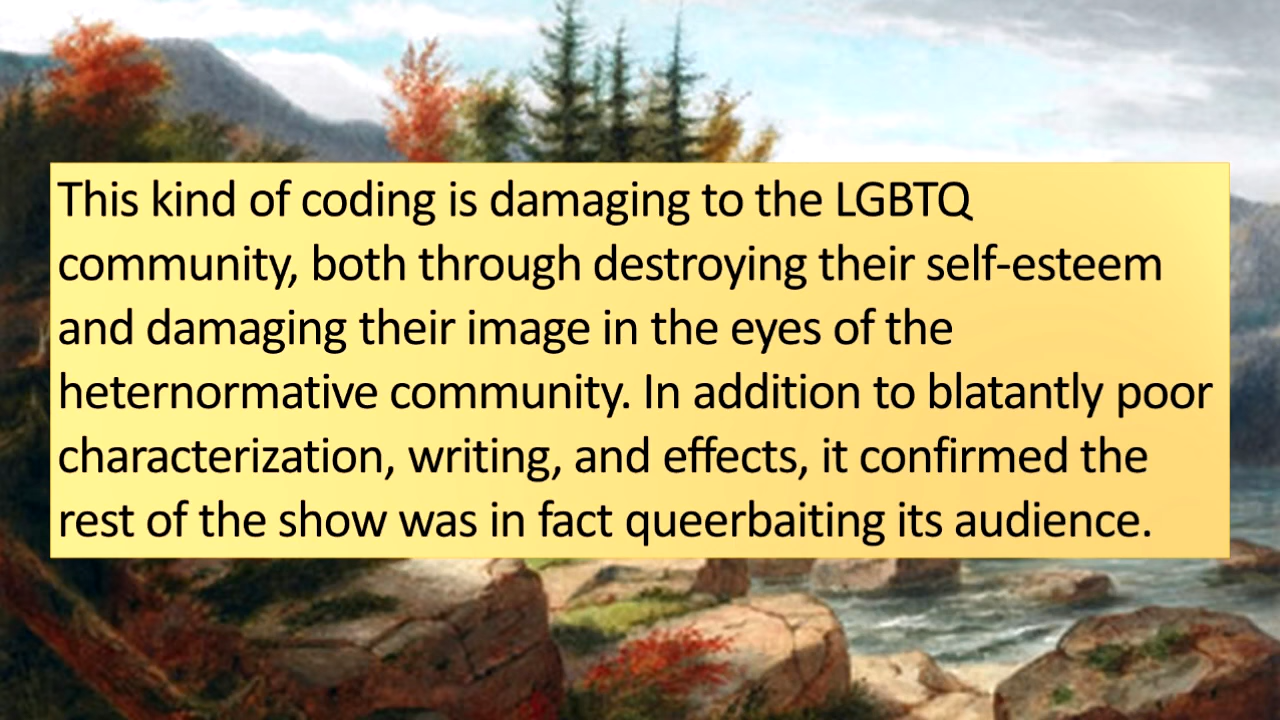 This kind of coding is damaging to the LGBTQ
community, both through destroying their self-esteem
and damaging their image in the eyes of the
heternormative community. In addition to blatantly poor
characterization, writing, and effects, it confirmed the
rest of the show was in fact queerbaiting its audience.